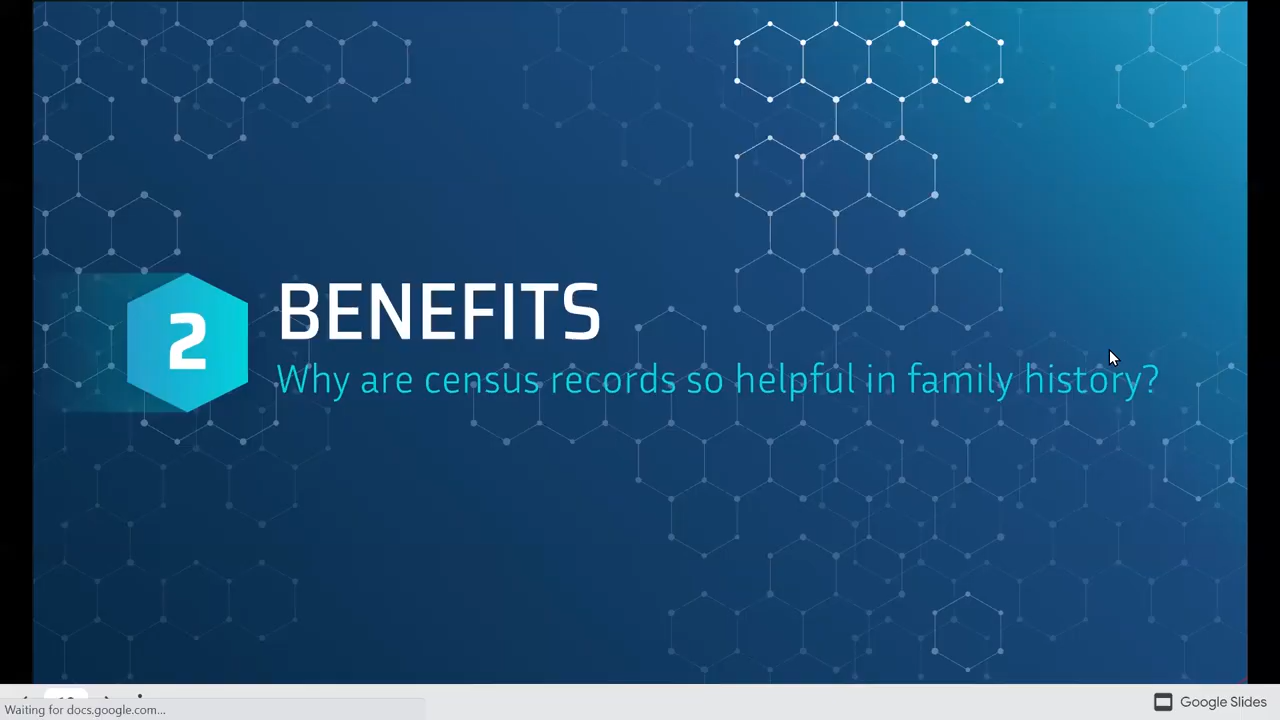 2
BENEFITS
Why are census records so helpful in family history?
Google Slides
Waiting for docs.google.com...